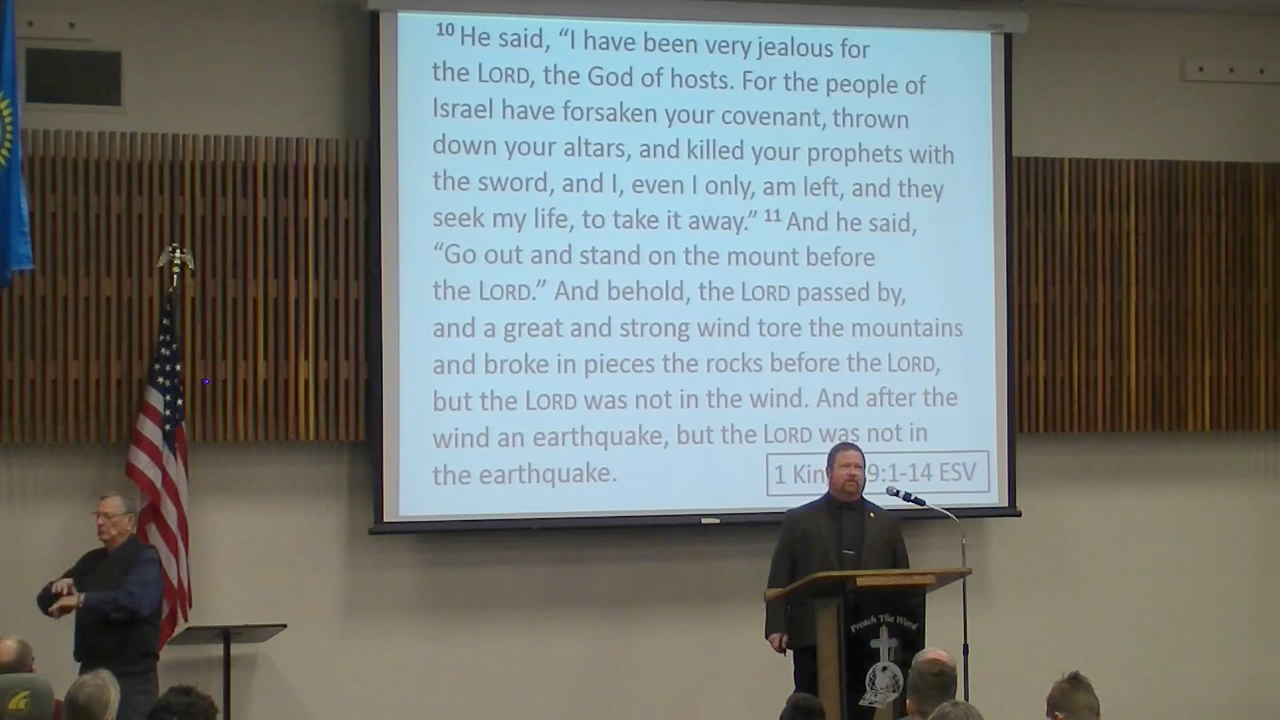 10 He said, “I have been very jealous for
the LORD, the God of hosts. For the people of
Israel have forsaken your covenant, thrown
down your altars, and killed your prophets with
the sword, and I, even I only, am left, and they
seek my life, to take it away.” 11 And he said,
“Go out and stand on the mount before
the LORD.” And behold, the LORD passed by,
and a great and strong wind tore the mountains
and broke in pieces the rocks before the LORD,
but the LORD was not in the wind. And after the
wind an earthquake, but the LORD was not in
the earthquake.
1 Kin 9:1-14 ESV
Preach The Word